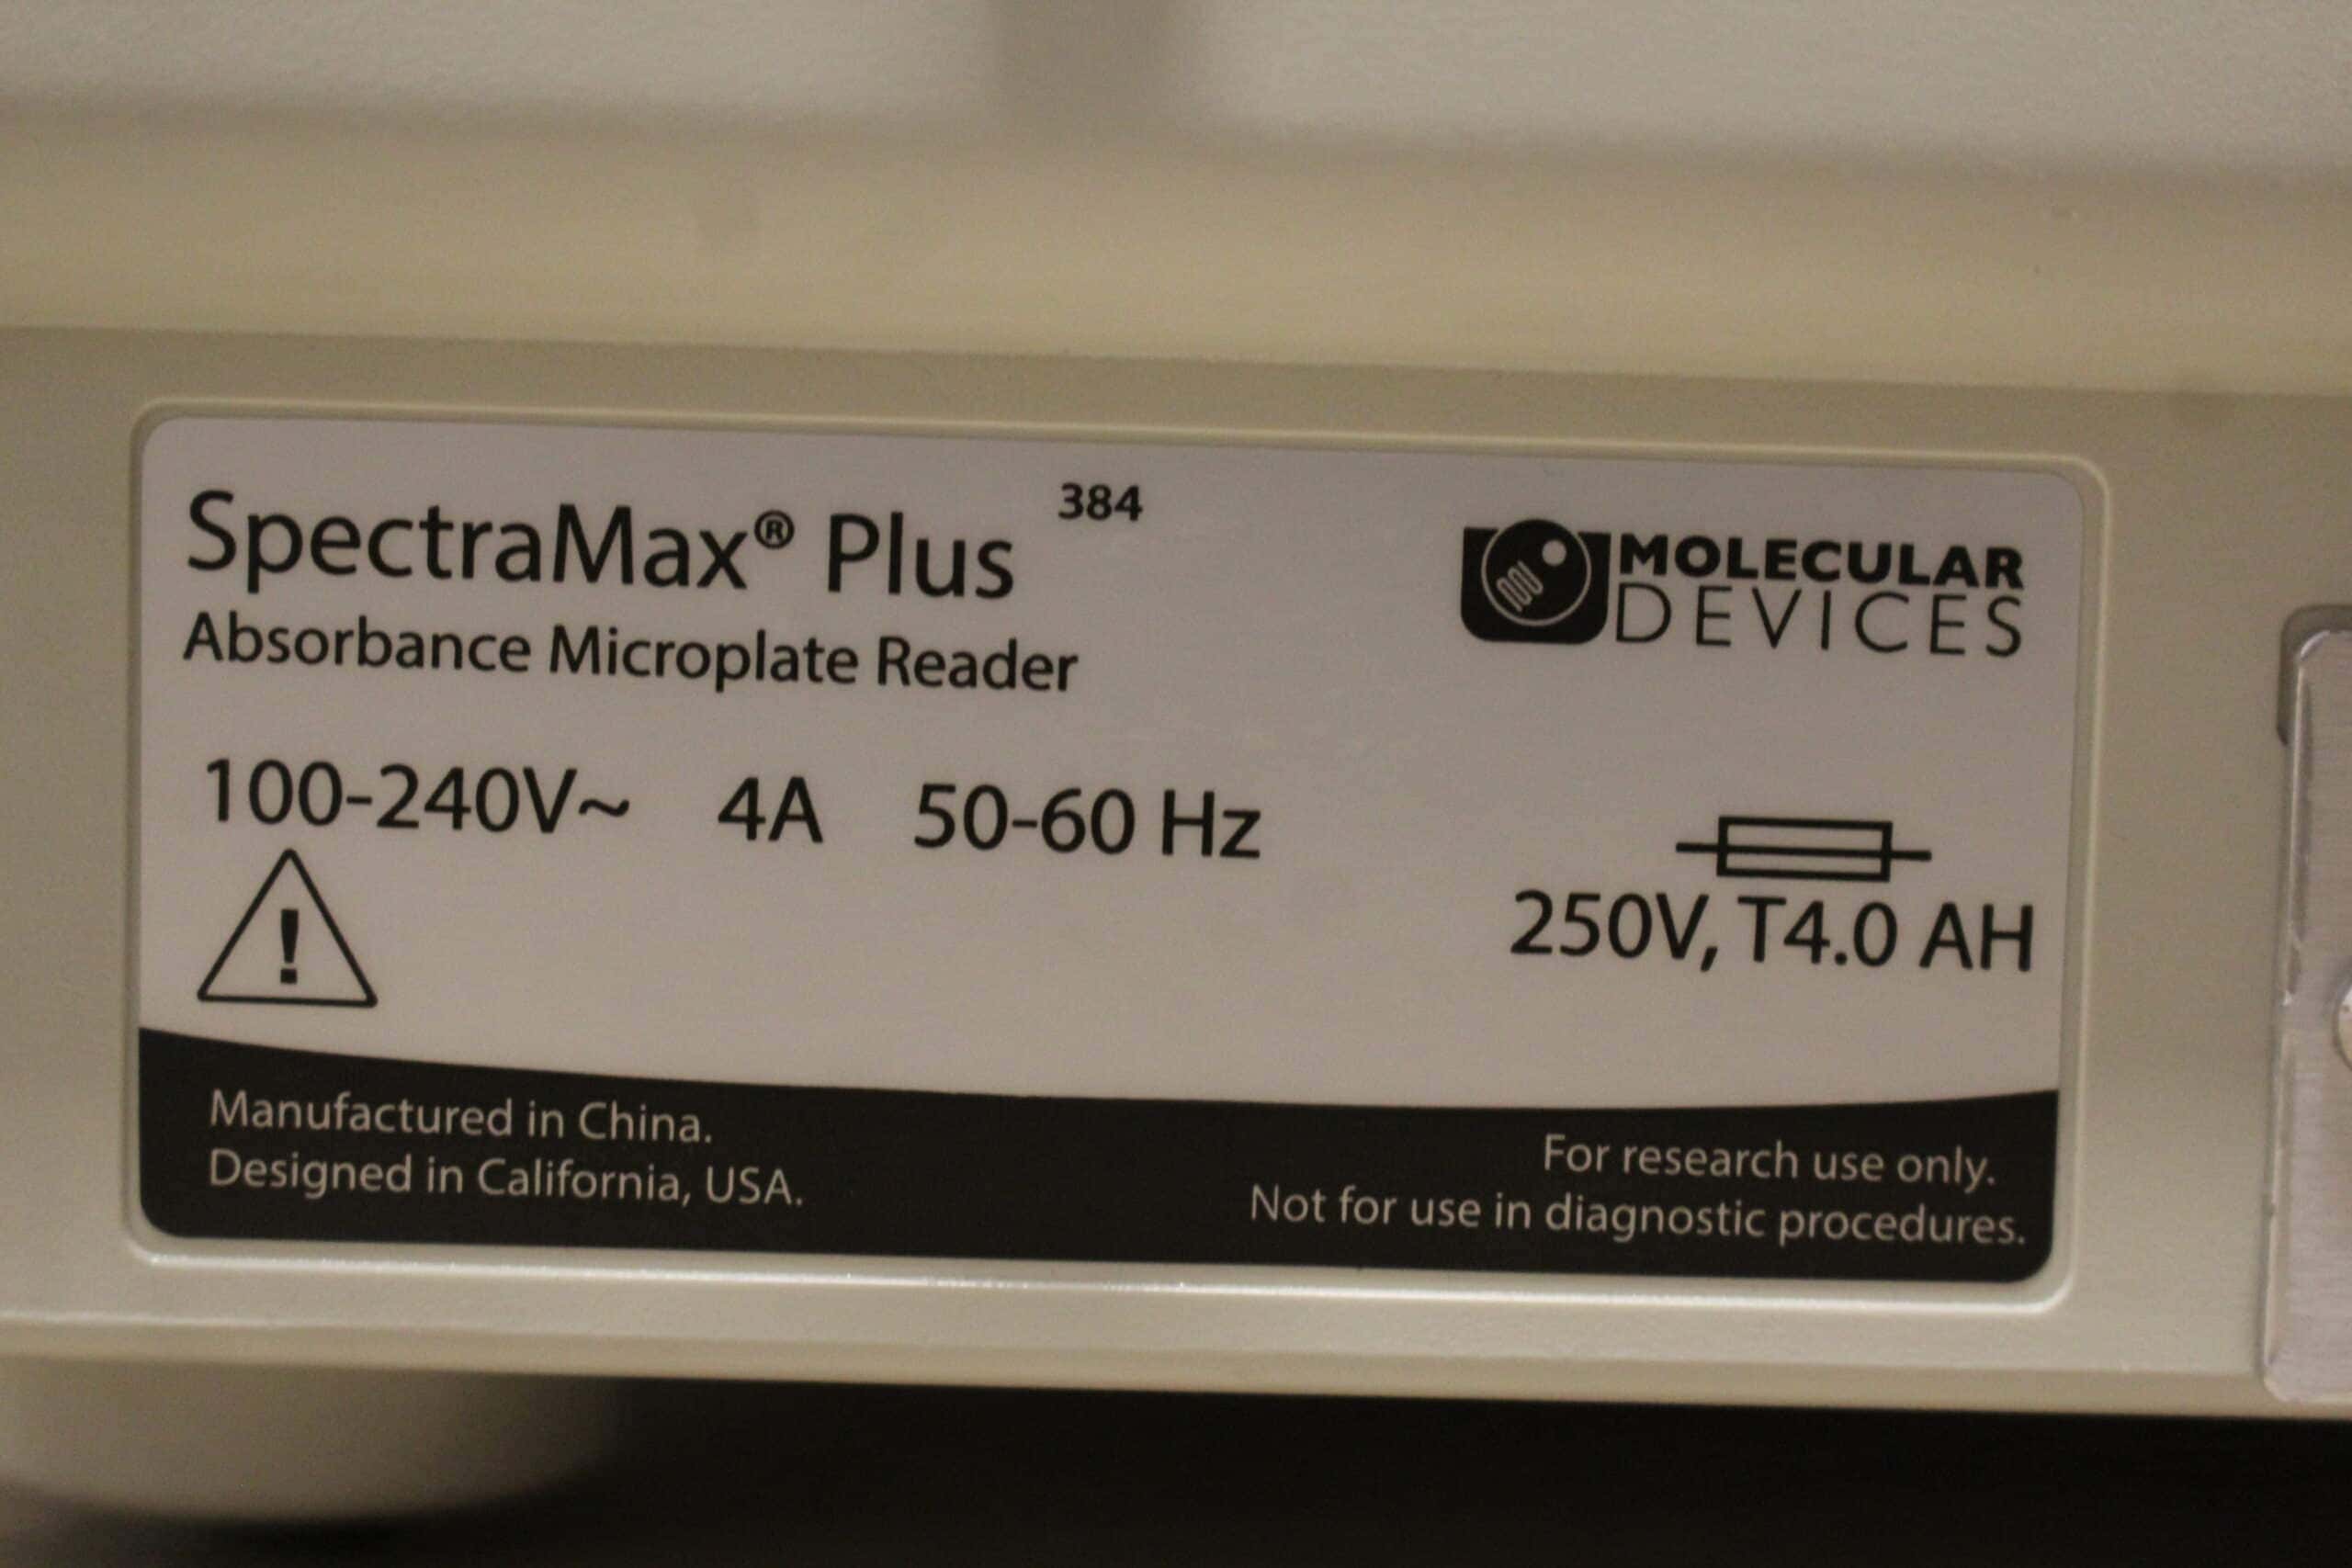 SpectraMax® Plus 384
Absorbance Microplate Reader
MOLECULAR
DEVICES
100-240V~ 4A 50-60 Hz
!
250V, T4.0 AH
Manufactured in China.
Designed in California, USA.
For research use only.
Not for use in diagnostic procedures.